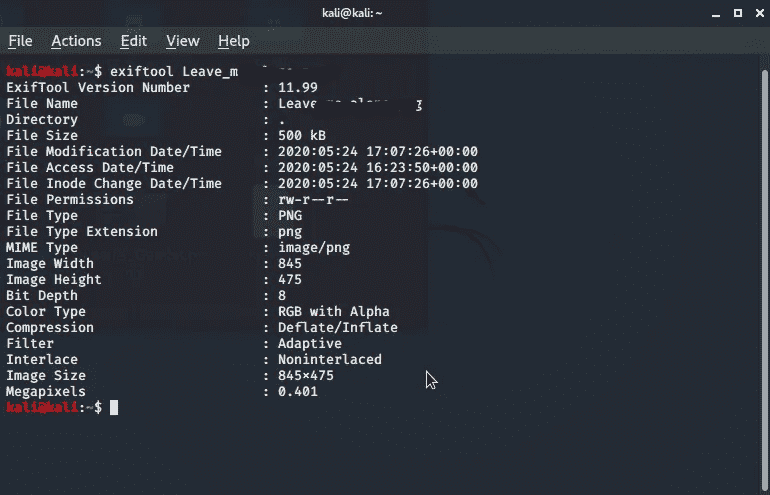 kali@kali: ~
File Actions Edit View Help
kali@kali:~$ exiftool Leave_m
ExifTool Version Number : 11.99
File Name : Leave
Directory : .
File Size : 500 kB
File Modification Date/Time : 2020:05:24 17:07:26+00:00
File Access Date/Time : 2020:05:24 16:23:50+00:00
File Inode Change Date/Time : 2020:05:24 17:07:26+00:00
File Permissions : rw-r--r--
File Type : PNG
File Type Extension : png
MIME Type : image/png
Image Width : 845
Image Height : 475
Bit Depth : 8
Color Type : RGB with Alpha
Compression : Deflate/Inflate
Filter : Adaptive
Interlace : Noninterlaced
Image Size : 845×475
Megapixels : 0.401
kali@kali:~$